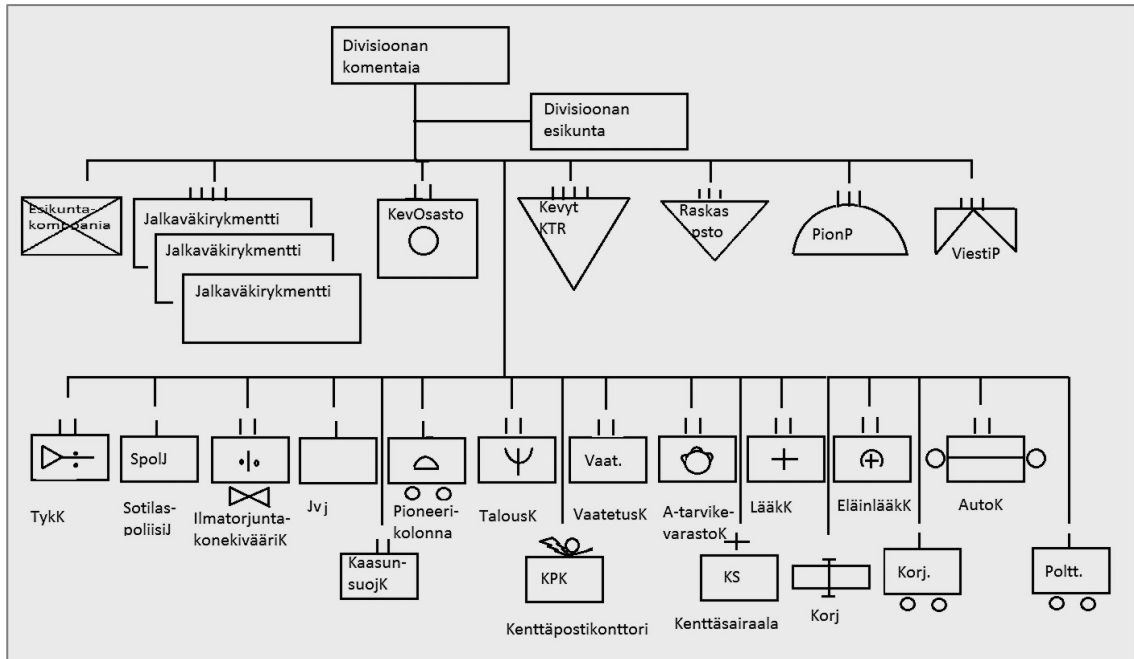 Divisioonan
komentaja
Divisioonan
esikunta
Esikunta-
komppania
Jalkaväkirykmentti
Jalkaväkirykmentti
Jalkaväkirykmentti
KevOsasto
Kevyt
KTR
Raskas
psto
PionP
ViestiP
TykK
SpolJ
Sotilas-
poliisiJ
Ilmatorjunta-
konekivääriK
Jvj
Pioneeri-
kolonna
TalousK
Vaat.
VaatetusK
A-tarvike-
varastoK
LääkK
EläinlääkK
AutoK
Kaasun-
suojK
KPK
Kenttäpostikonttori
KS
Kenttäsairaala
Korj
Korj.
Poltt.